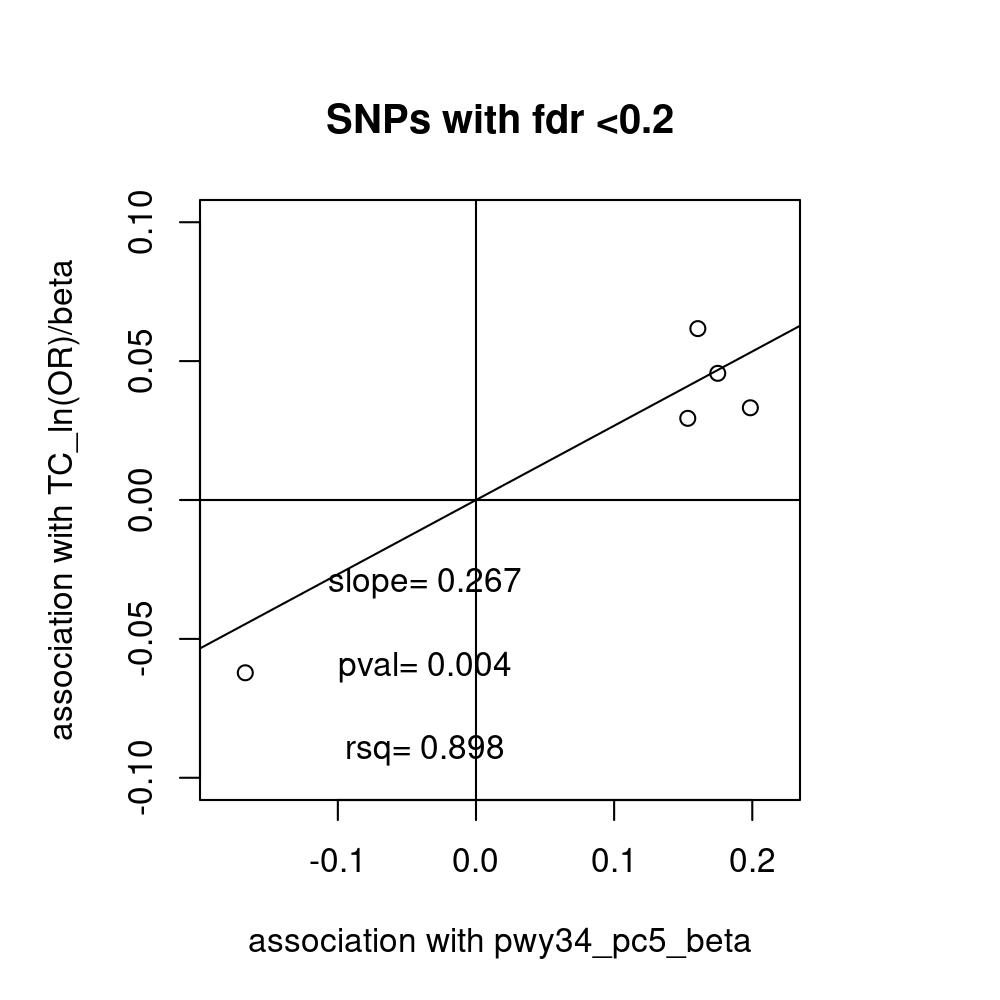 SNPs with fdr <0.2
association with TC_ln(OR)/beta
0.10
0.05
0.00
-0.05
-0.10
slope= 0.267
pval= 0.004
rsq= 0.898
-0.1
0.0
0.1
0.2
association with pwy34_pc5_beta